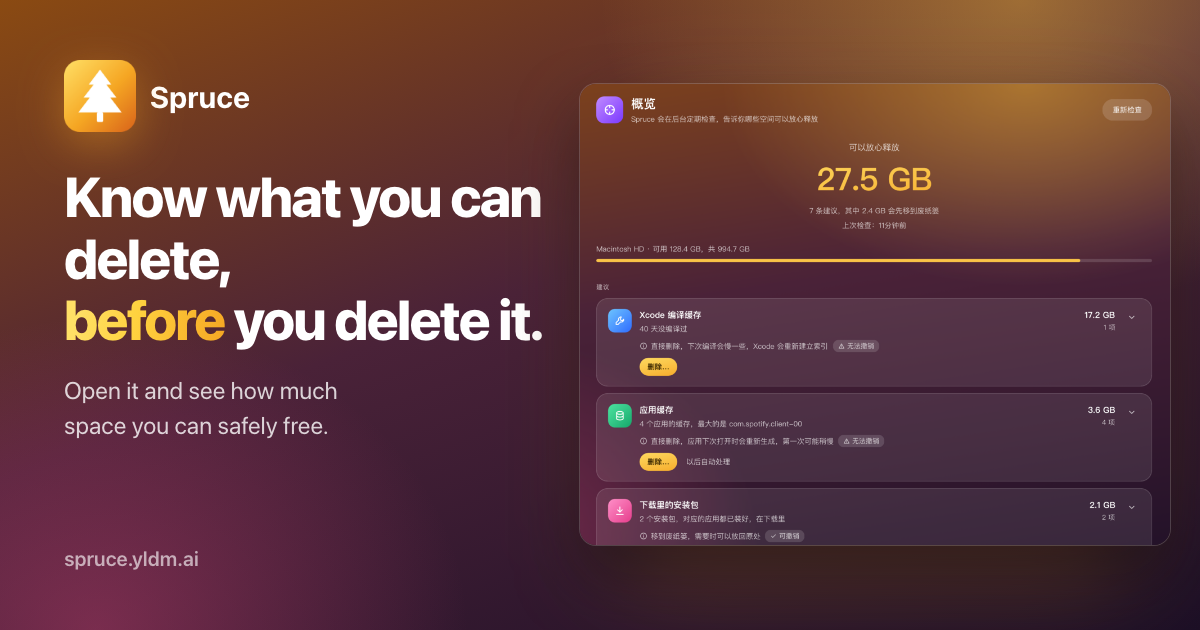 Spruce
Know what you can
delete,
before you delete it.
Open it and see how much
space you can safely free.
spruce.yldm.ai
概览
Spruce 会在后台定期检查，告诉你哪些空间可以放心释放
重新检查
可以放心释放
27.5 GB
7 条建议，其中 2.4 GB 会先移到废纸篓
上次检查：11分钟前
Macintosh HD · 可用 128.4 GB，共 994.7 GB
建议
Xcode 编译缓存
17.2 GB
40 天没编译过
1 项
直接删除，下次编译会慢一些，Xcode 会重新建立索引
无法撤销
删除...
应用缓存
3.6 GB
4 个应用的缓存，最大的是 com.spotify.client-00
4 项
直接删除，应用下次打开时会重新生成，第一次可能稍慢
无法撤销
删除...
以后自动处理
下载里的安装包
2.1 GB
2 个安装包，对应的应用都已装好，在下载里
2 项
移到废纸篓，需要时可以放回原处
可撤销